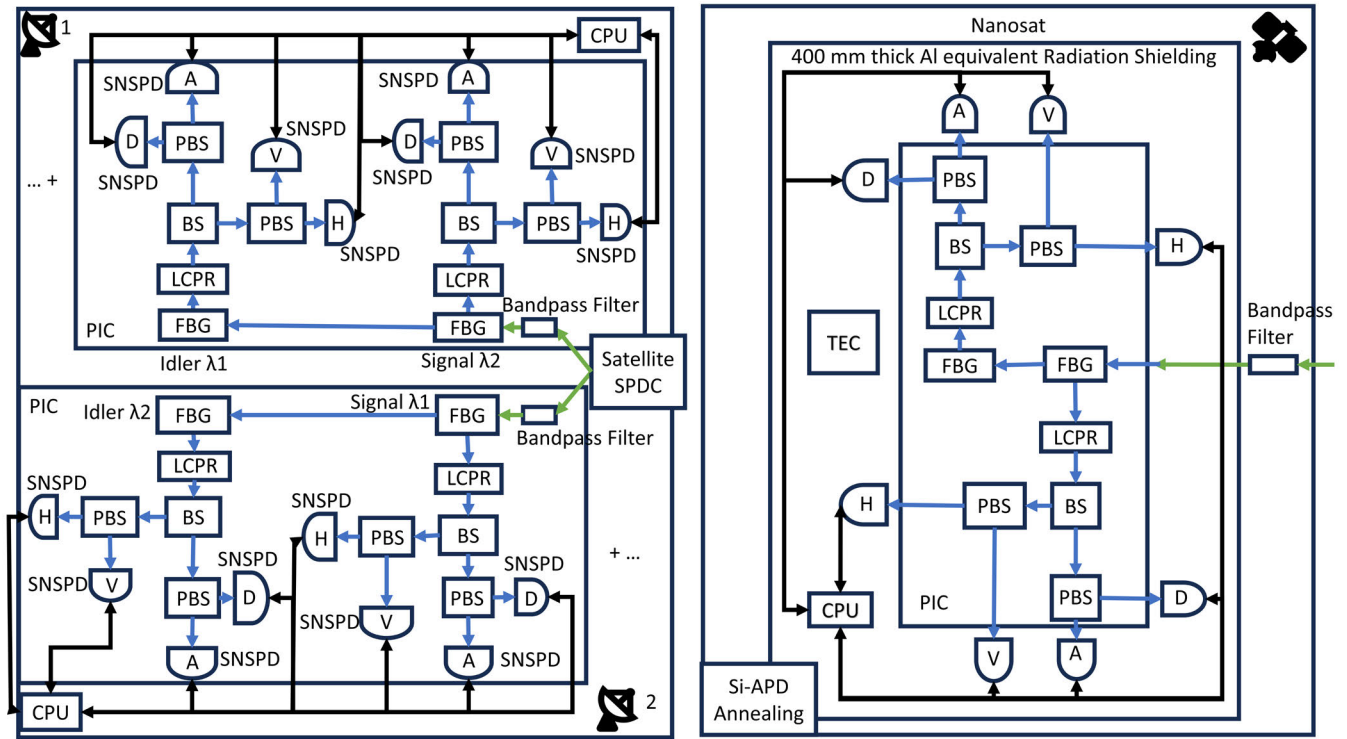 1
CPU
SNSPD
A
SNSPD
A
SNSPD
D
PBS
V
SNSPD
D
PBS
V
SNSPD
SNSPD
SNSPD
... +
BS
PBS
H
BS
PBS
H
SNSPD
SNSPD
LCPR
LCPR
Bandpass Filter
PIC
FBG
FBG
Idler λ1
Signal λ2
Satellite
SPDC
PIC
Idler λ2
FBG
Signal λ1
FBG
Bandpass Filter
LCPR
LCPR
SNSPD
H
PBS
BS
SNSPD
H
PBS
BS
+ ...
SNSPD
SNSPD
SNSPD
V
PBS
D
SNSPD
V
PBS
D
A
SNSPD
A
SNSPD
CPU
2
Nanosat
400 mm thick Al equivalent Radiation Shielding
A
V
D
PBS
BS
PBS
H
LCPR
Bandpass
Filter
TEC
FBG
FBG
LCPR
H
PBS
BS
CPU
PIC
PBS
D
V
A
Si-APD
Annealing